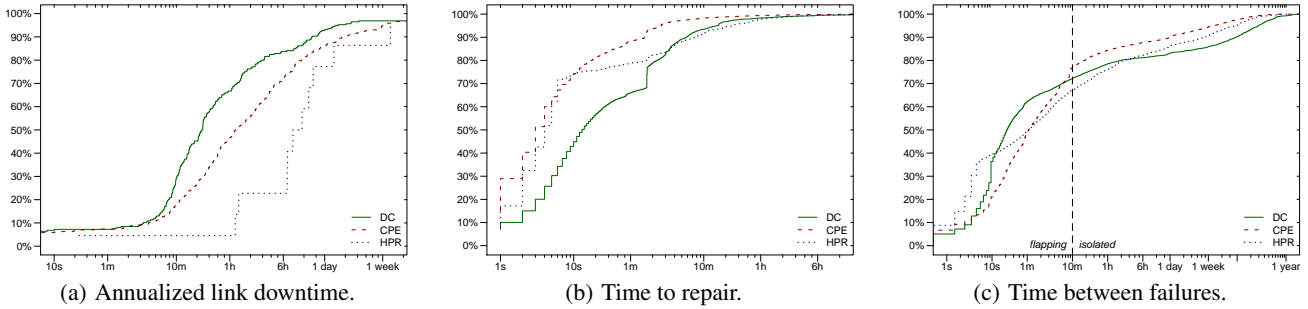 100%
90%
80%
70%
60%
50%
40%
30%
20%
10%
0%
DC
CPE
HPR
10s 1m 10m 1h 6h 1 day 1 week
(a) Annualized link downtime.
100%
90%
80%
70%
60%
50%
40%
30%
20%
10%
0%
DC
CPE
HPR
1s 10s 1m 10m 1h 6h
(b) Time to repair.
100%
90%
80%
70%
60%
50%
40%
30%
20%
10%
0%
flapping isolated
DC
CPE
HPR
1s 10s 1m 10m 1h 6h 1 day 1 week 1 year
(c) Time between failures.